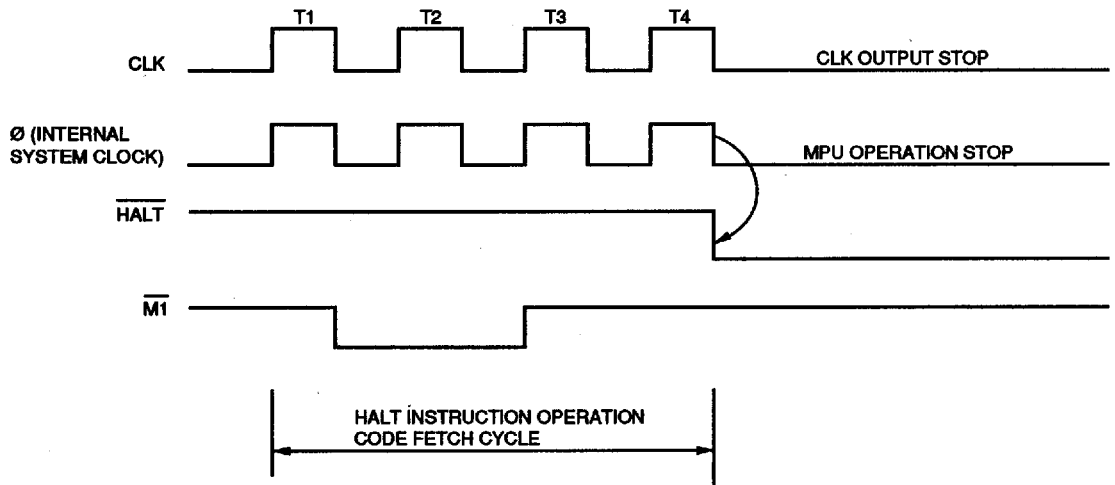 T1 T2 T3 T4
CLK
CLK OUTPUT STOP
Ø (INTERNAL
SYSTEM CLOCK)
MPU OPERATION STOP
HALT
M1
HALT INSTRUCTION OPERATION
CODE FETCH CYCLE